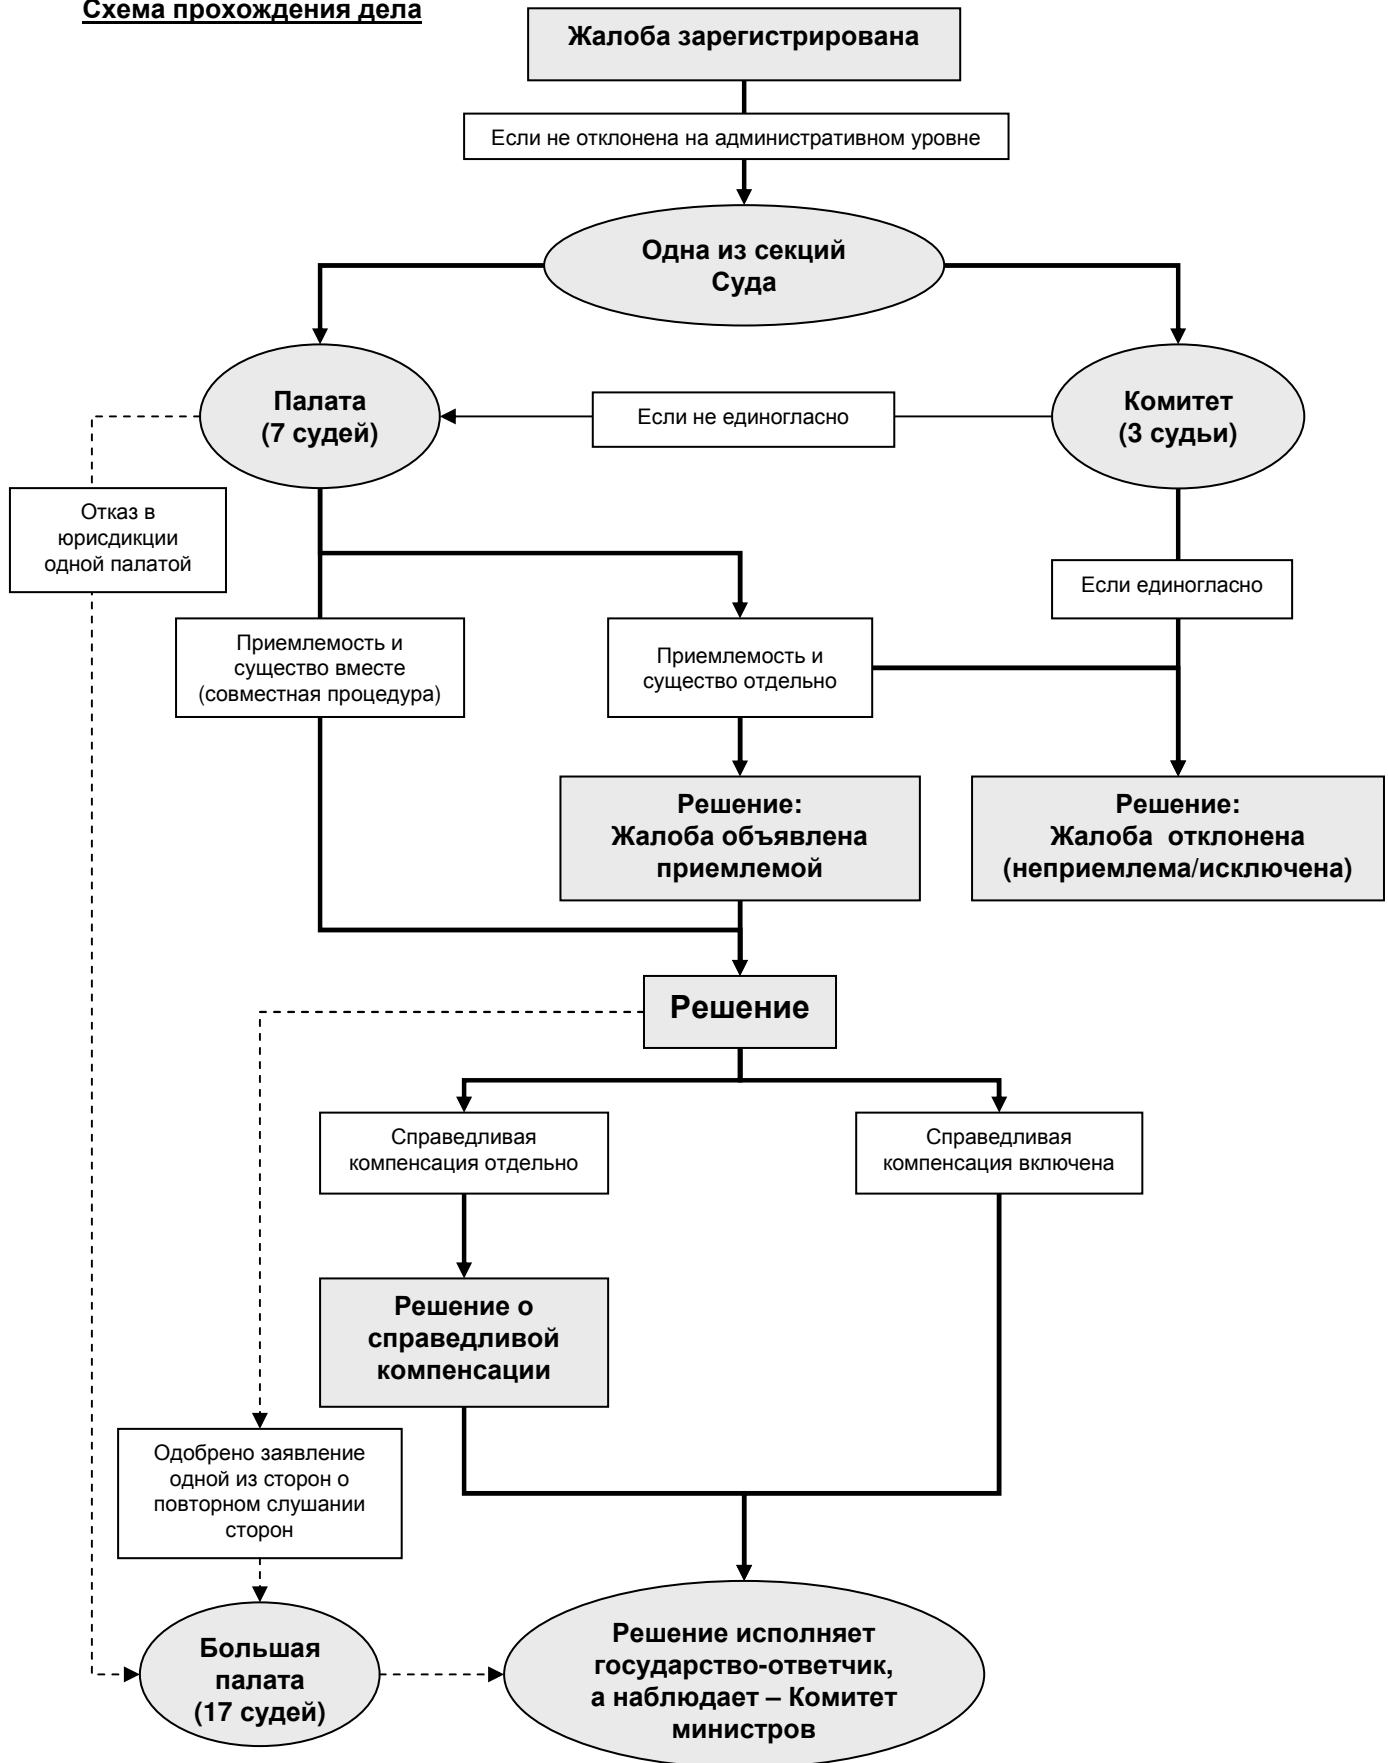 Схема прохождения дела
Жалоба зарегистрирована
Если не отклонена на административном уровне
Одна из секций
Суда
Палата
(7 судей)
Если не единогласно
Комитет
(3 судьи)
Отказ в
юрисдикции
одной палатой
Если единогласно
Приемлемость и
существо вместе
(совместная процедура)
Приемлемость и
существо отдельно
Решение:
Жалоба объявлена
приемлемой
Решение:
Жалоба отклонена
(неприемлема/исключена)
Решение
Справедливая
компенсация отдельно
Справедливая
компенсация включена
Решение о
справедливой
компенсации
Одобрено заявление
одной из сторон о
повторном слушании
сторон
Большая
палата
(17 судей)
Решение исполняет
государство-ответчик,
а наблюдает – Комитет
министров